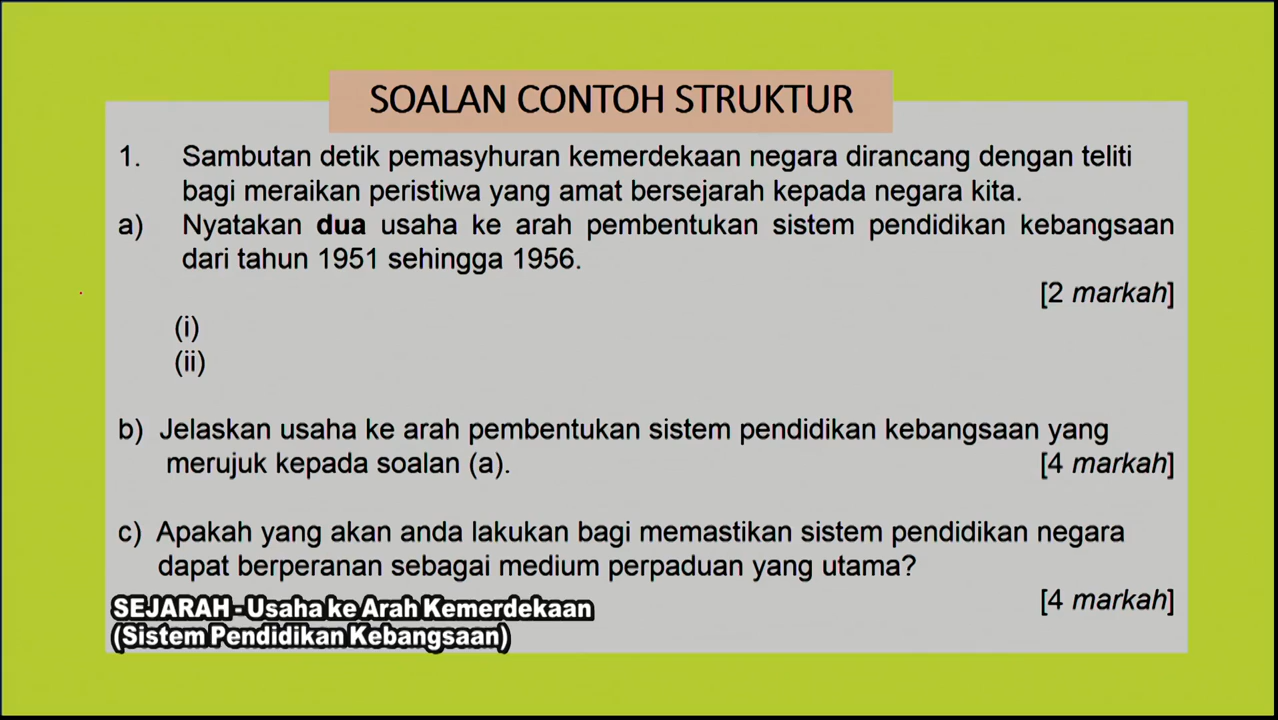 SOALAN CONTOH STRUKTUR
1. Sambutan detik pemasyhuran kemerdekaan negara dirancang dengan teliti
bagi meraikan peristiwa yang amat bersejarah kepada negara kita.
a) Nyatakan dua usaha ke arah pembentukan sistem pendidikan kebangsaan
dari tahun 1951 sehingga 1956.
[2 markah]
(i)
(ii)
b) Jelaskan usaha ke arah pembentukan sistem pendidikan kebangsaan yang
merujuk kepada soalan (a). [4 markah]
c) Apakah yang akan anda lakukan bagi memastikan sistem pendidikan negara
dapat berperanan sebagai medium perpaduan yang utama?
[4 markah]
SEJARAH - Usaha ke Arah Kemerdekaan
(Sistem Pendidikan Kebangsaan)